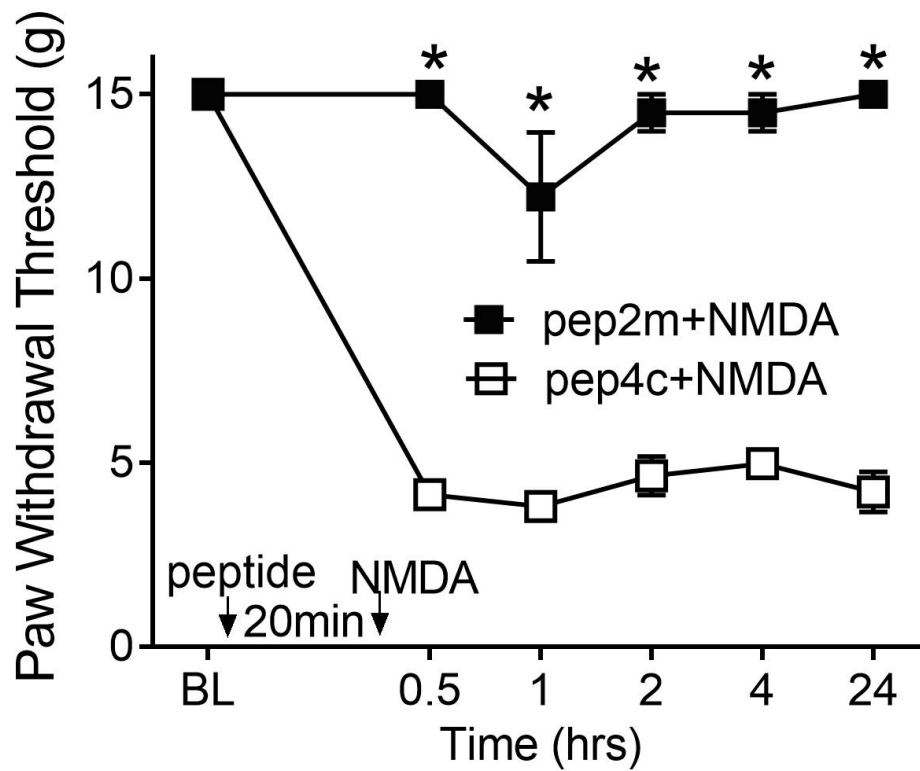 Paw Withdrawal Threshold (g)
15
10
5
0
* * * * *
pep2m+NMDA
pep4c+NMDA
peptide NMDA
20min
BL 0.5 1 2 4 24
Time (hrs)